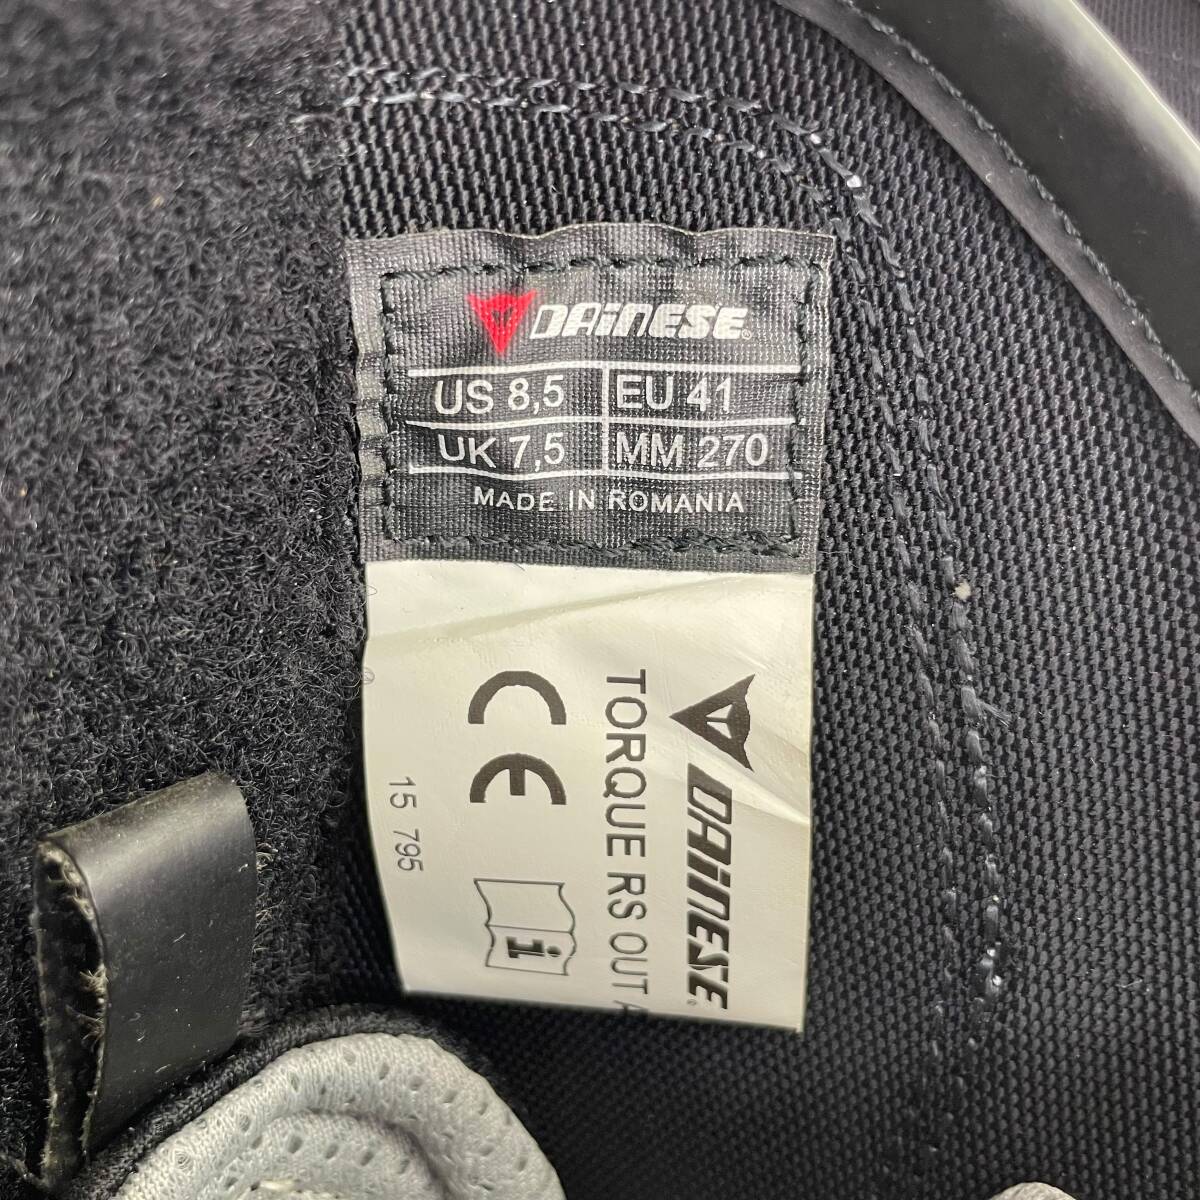 DAiNESE
US 8,5 EU 41
UK 7,5 MM 270
MADE IN ROMANIA
DAiNESE
TORQUE RS OUT
CE
i
15 795